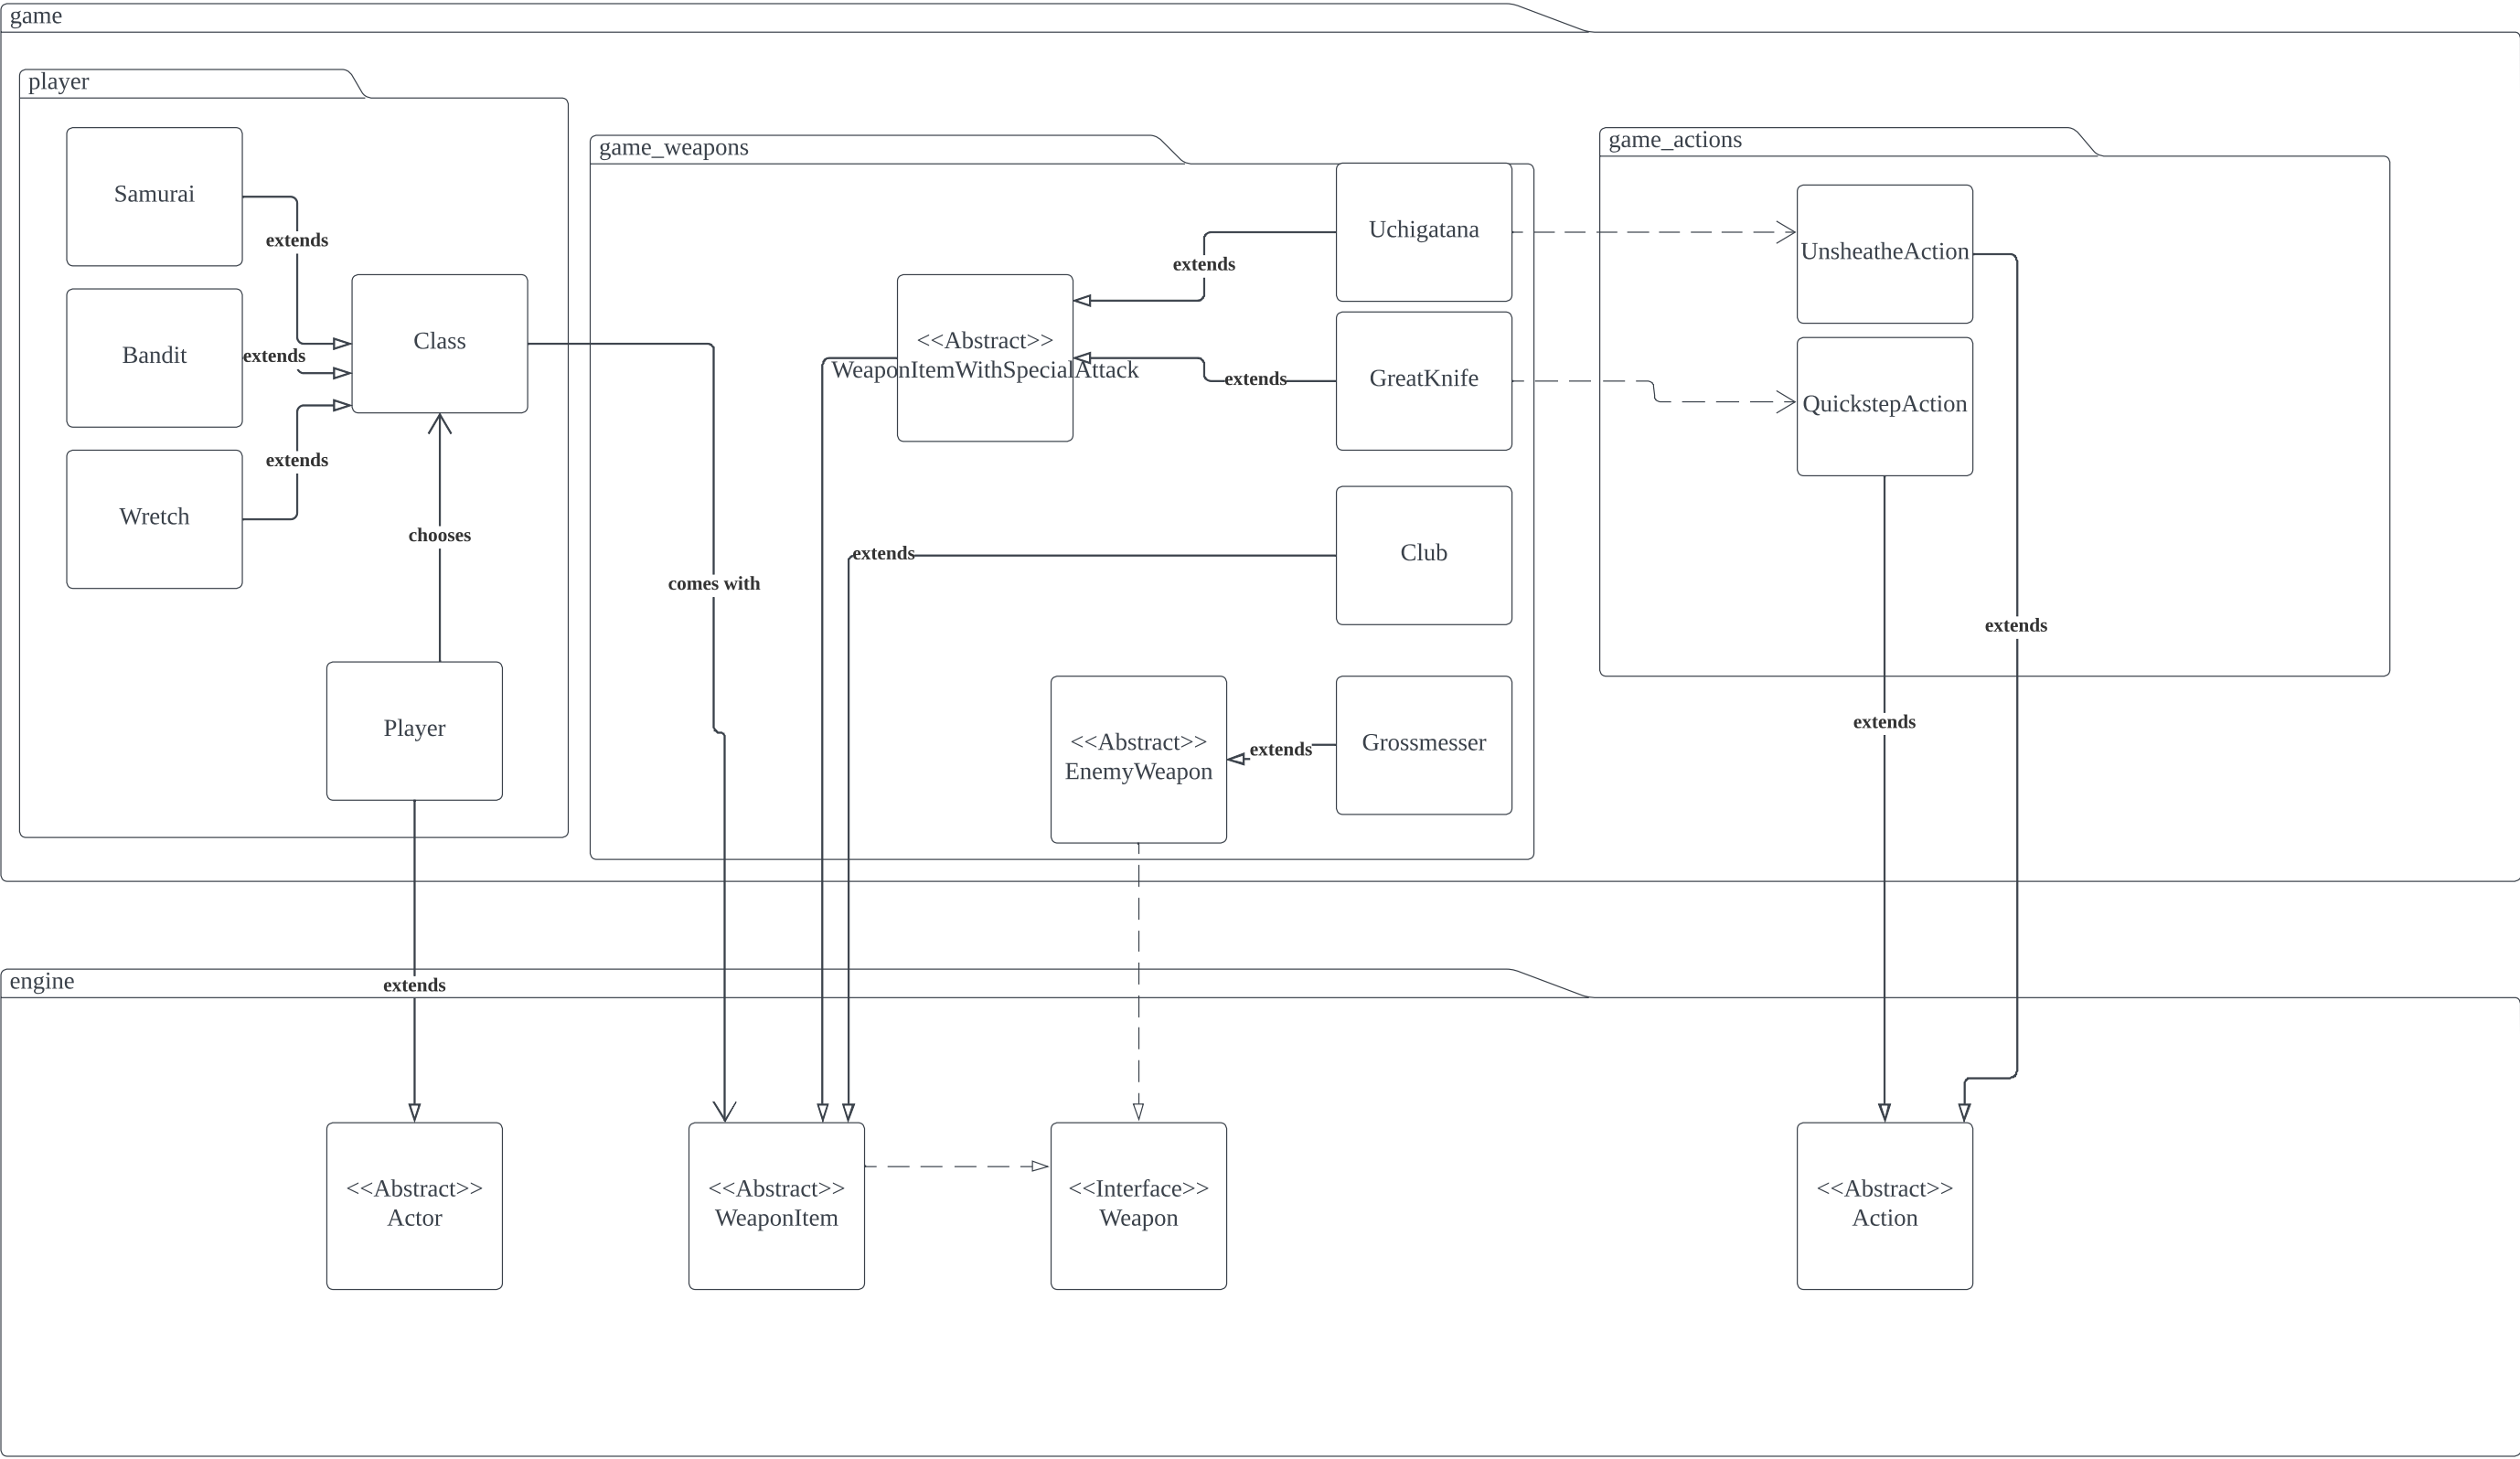 game
player
game_weapons
game_actions
Samurai
extends
Bandit
extends
Class
Wretch
extends
chooses
Player
comes with
Uchigatana
extends
<<Abstract>>
WeaponItemWithSpecialAttack
GreatKnife
extends
Club
extends
<<Abstract>>
EnemyWeapon
Grossmesser
extends
UnsheatheAction
QuickstepAction
extends
extends
engine
extends
<<Abstract>>
Actor
<<Abstract>>
WeaponItem
<<Interface>>
Weapon
<<Abstract>>
Action